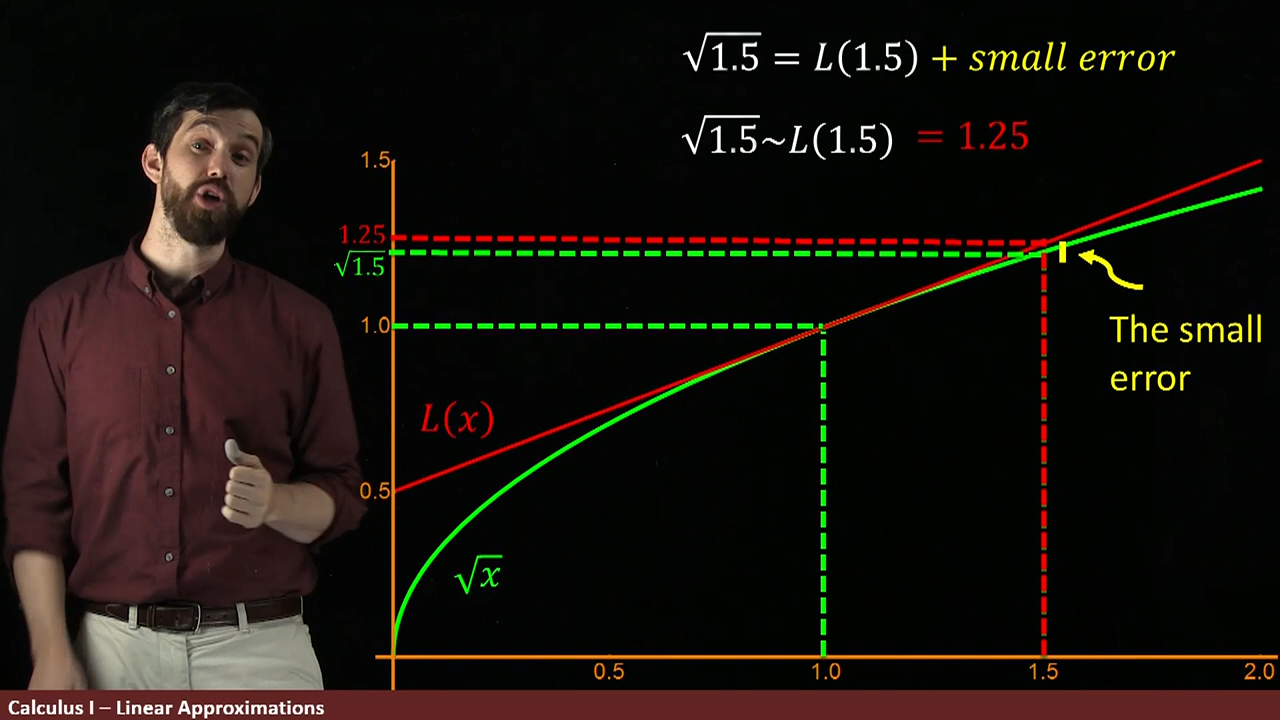 √1.5 = L(1.5) + small error
√1.5~L(1.5) = 1.25
1.5
1.25
√1.5
1.0
The small
error
L(x)
0.5
√x
0.5
1.0
1.5
2.0
Calculus I – Linear Approximations